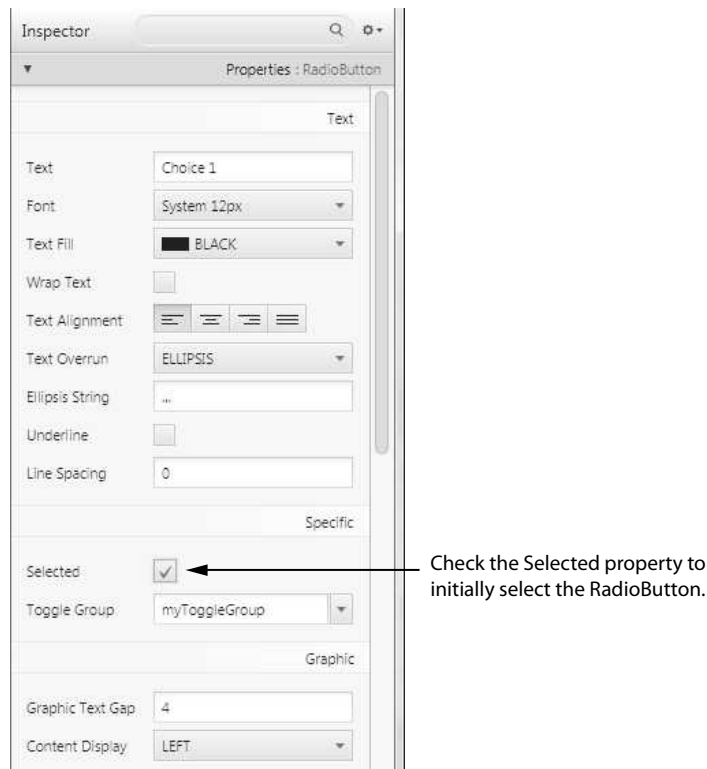 Inspector
Properties : RadioButton
Text
Text Choice 1
Font System 12px
Text Fill BLACK
Wrap Text
Text Alignment
Text Overrun ELLIPSIS
Ellipsis String ...
Underline
Line Spacing 0
Specific
Selected
Check the Selected property to
initially select the RadioButton.
Toggle Group myToggleGroup
Graphic
Graphic Text Gap 4
Content Display LEFT